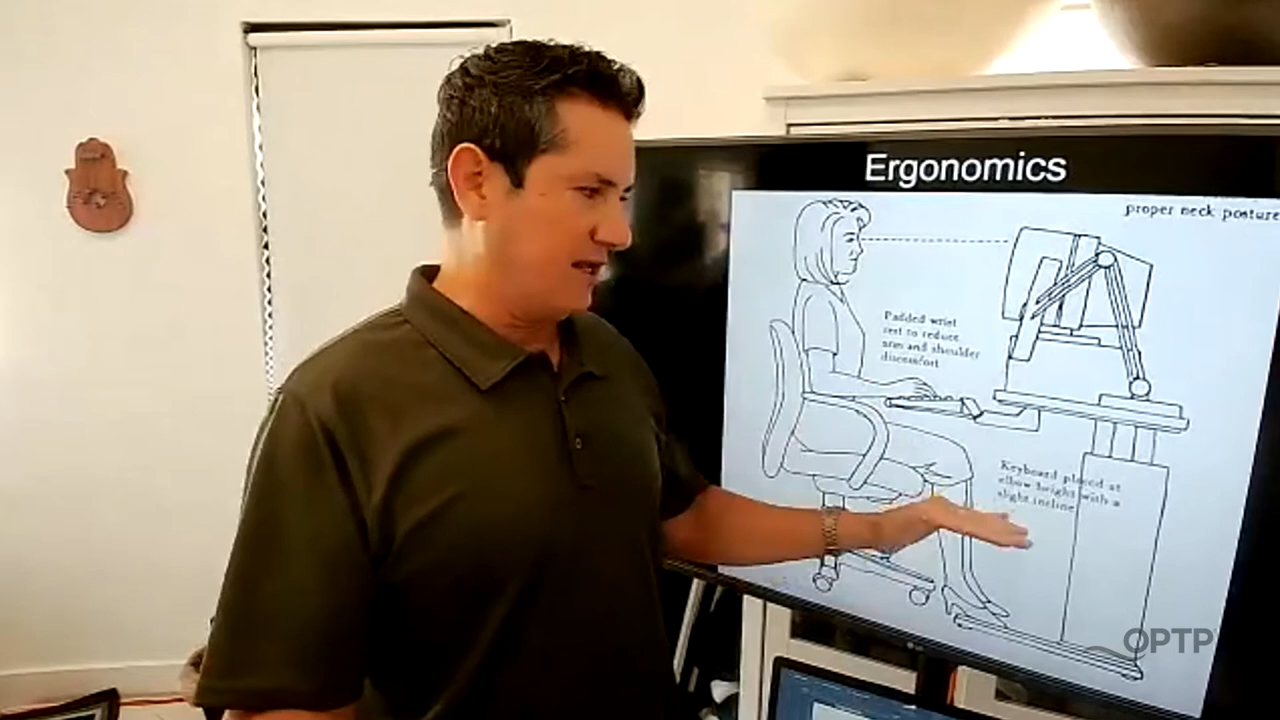 Ergonomics
proper neck posture
Padded wrist
rest to reduce
arm and shoulder
discomfort
Keyboard placed at
elbow height with a
slight incline
OPTP